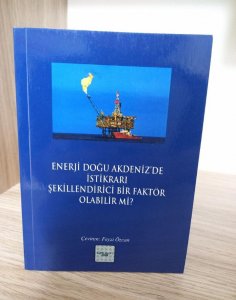 ENERJİ DOĞU AKDENİZ'DE
İSTİKRARI
ŞEKİLLENDİRİCİ BİR FAKTÖR
OLABİLİR Mİ?
Çeviren: Feyzi Özcan